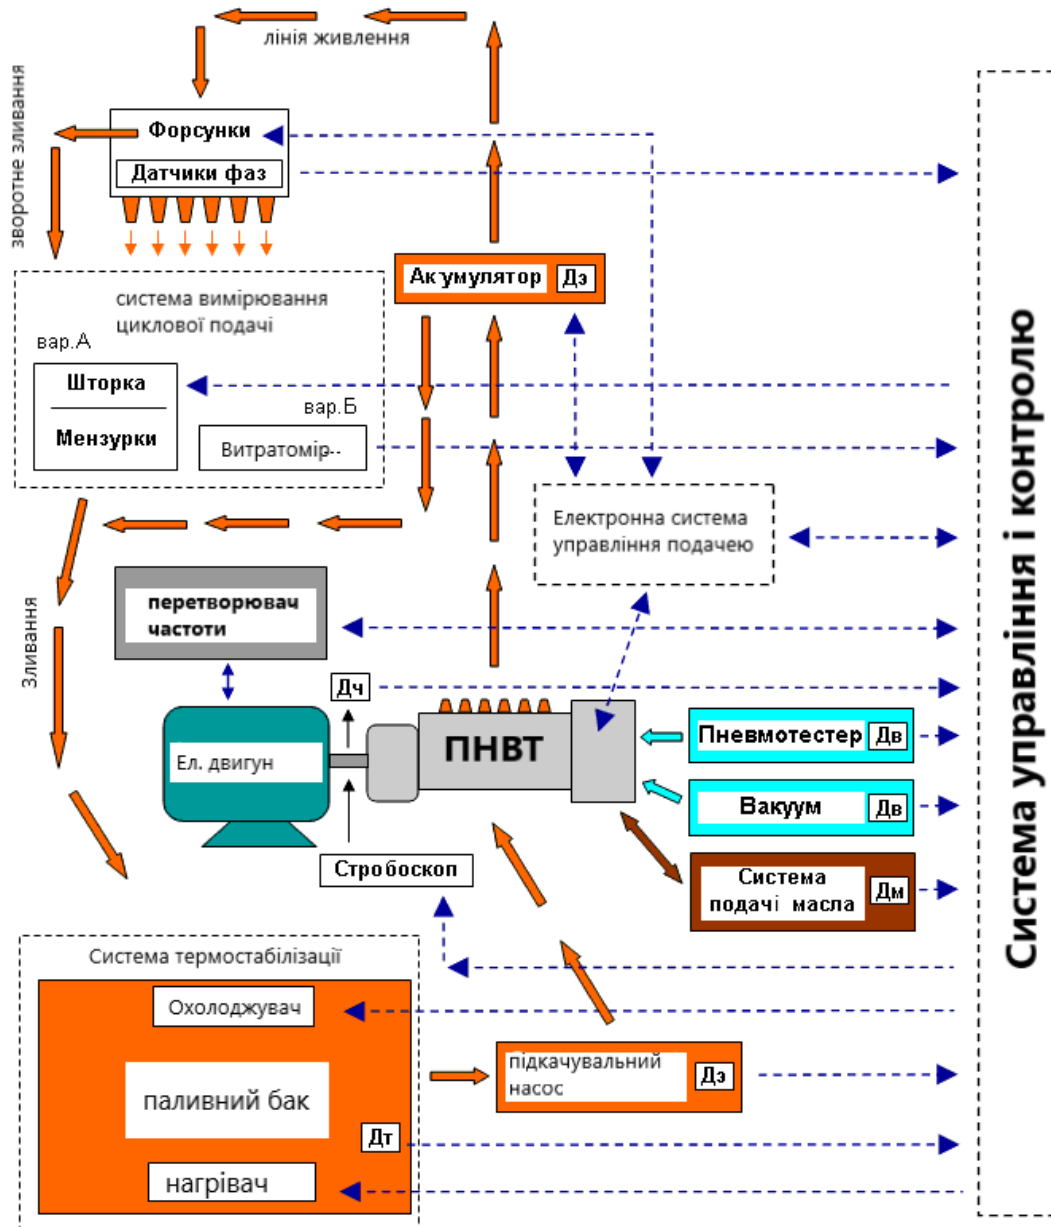 лінія живлення
зворотне зливання
Форсунки
Датчики фаз
Акумулятор
Дз
система вимірювання
циклової подачі
вар.А
Шторка
Мензурки
вар.Б
Витратомір--
Електронна система
управління подачею
Система управління і контролю
Зливання
перетворювач
частоти
Дч
Ел. двигун
ПНВТ
Пневмотестер
Дв
Вакуум
Дв
Стробоскоп
Система
подачі масла
Дм
Система термостабілізації
Охолоджувач
паливний бак
Дт
нагрівач
підкачувальний
насос
Дз